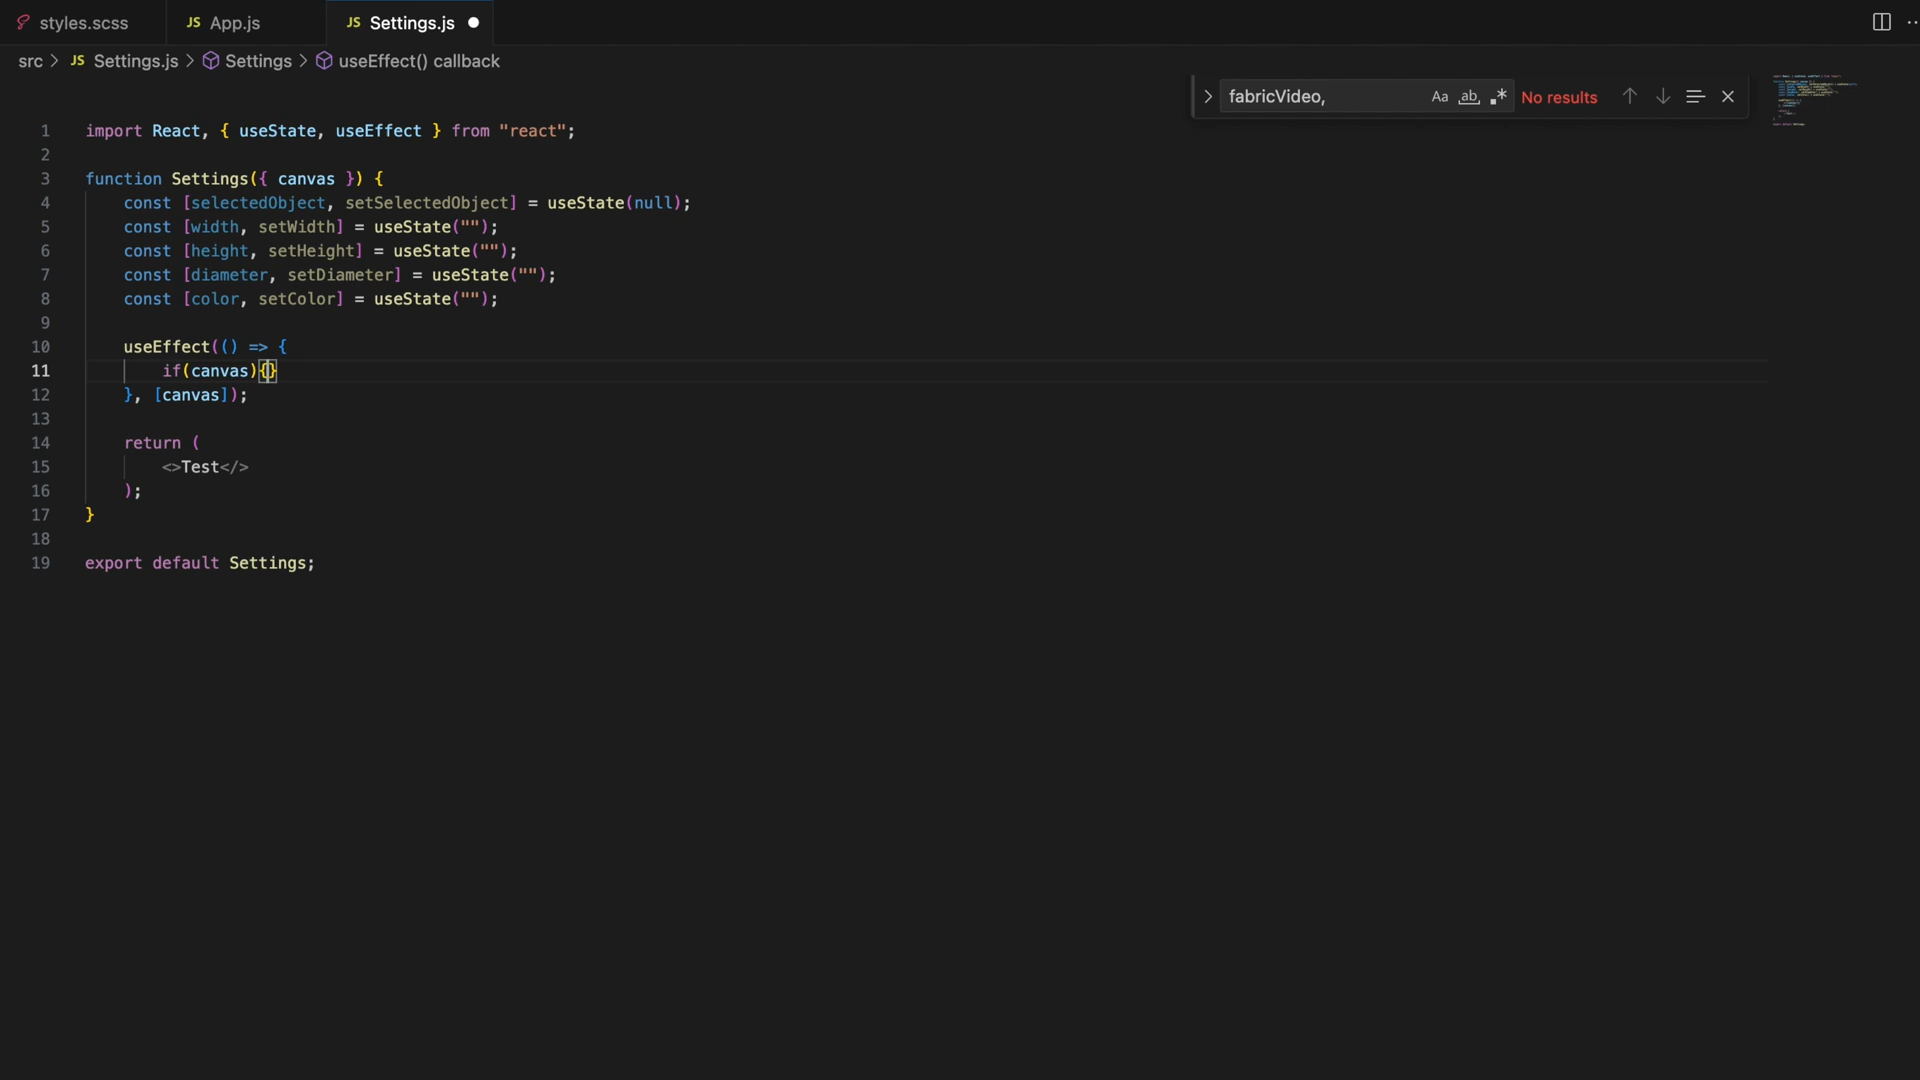 styles.scss JS App.js JS Settings.js
src > JS Settings.js > Settings > useEffect() callback
fabricVideo, Aa ab .* No results
1 import React, { useState, useEffect } from "react";
2
3 function Settings({ canvas }) {
4 const [selectedObject, setSelectedObject] = useState(null);
5 const [width, setWidth] = useState("");
6 const [height, setHeight] = useState("");
7 const [diameter, setDiameter] = useState("");
8 const [color, setColor] = useState("");
9
10 useEffect(() => {
11 if(canvas){}
12 }, [canvas]);
13
14 return (
15 <>Test</>
16 );
17 }
18
19 export default Settings;